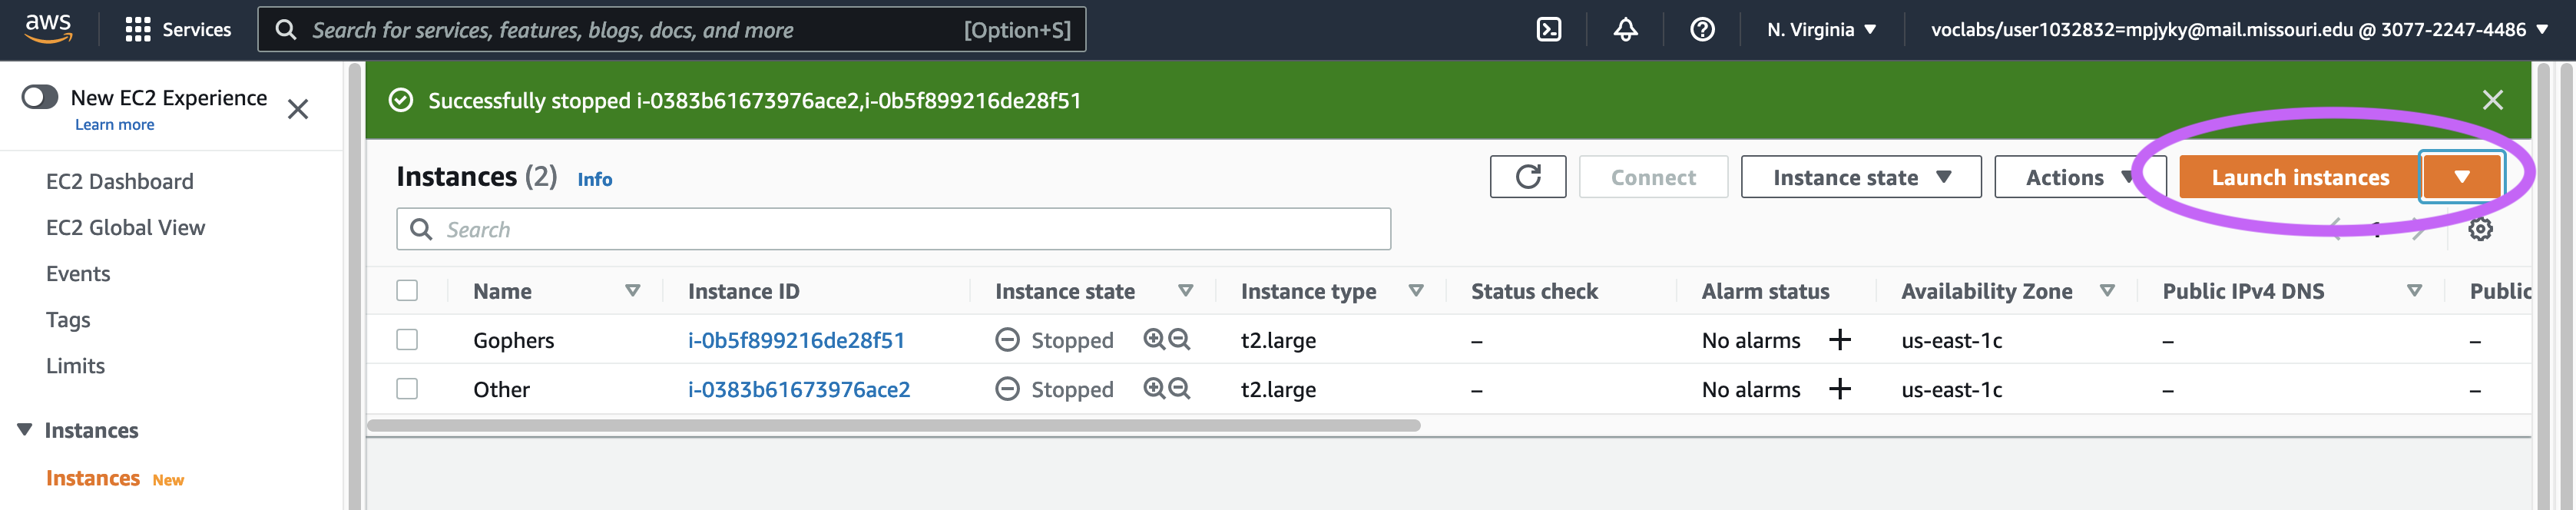 aws
Services
Search for services, features, blogs, docs, and more [Option+S]
N. Virginia
voclabs/user1032832=mpjyky@mail.missouri.edu @ 3077-2247-4486
New EC2 Experience
Learn more
EC2 Dashboard
EC2 Global View
Events
Tags
Limits
Instances
Instances New
Successfully stopped i-0383b61673976ace2,i-0b5f899216de28f51
Instances (2) Info
Connect
Instance state
Actions
Launch instances
Search
1
Name Instance ID Instance state Instance type Status check Alarm status Availability Zone Public IPv4 DNS Public
Gophers i-0b5f899216de28f51 Stopped t2.large – No alarms + us-east-1c – –
Other i-0383b61673976ace2 Stopped t2.large – No alarms + us-east-1c – –